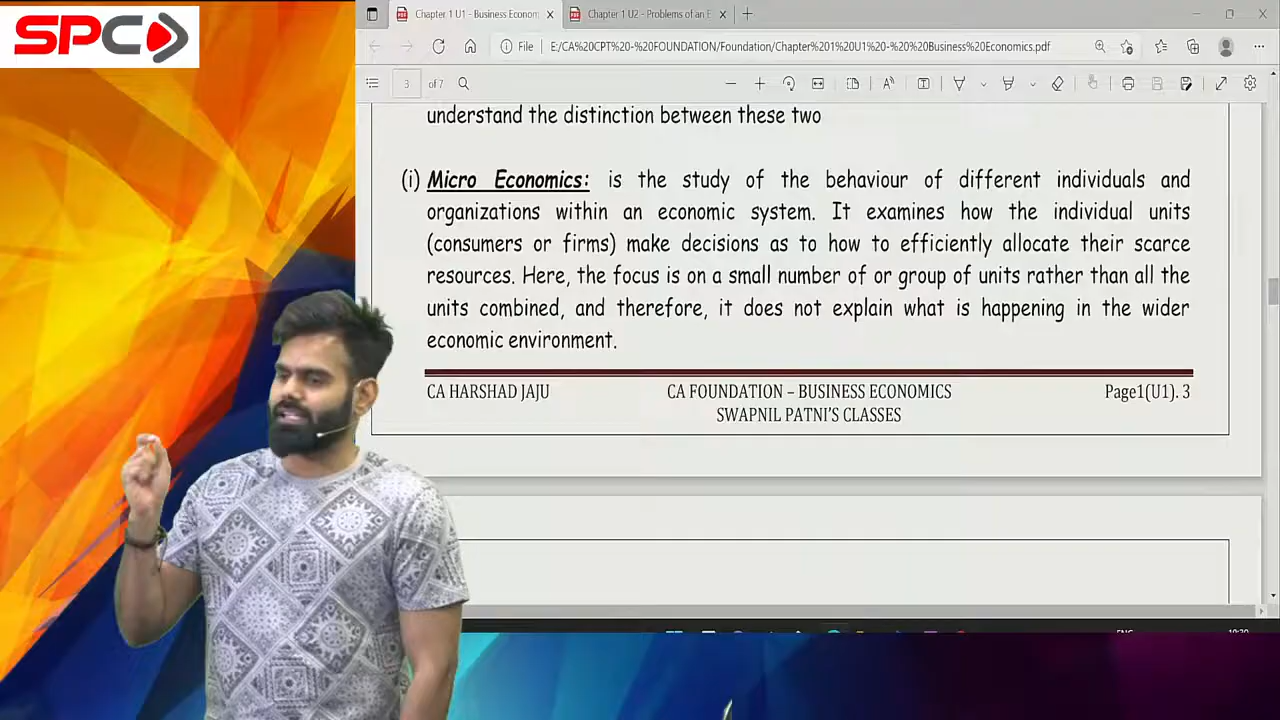 SPC
Chapter 1 U1 - Business Econom
Chapter 1 U2 - Problems of an E
File
E:/CA%20CPT%20-%20FOUNDATION/Foundation/Chapter%201%20U1%20-%20%20Business%20Economics.pdf
3 of 7
understand the distinction between these two
(i) Micro Economics: is the study of the behaviour of different individuals and
organizations within an economic system. It examines how the individual units
(consumers or firms) make decisions as to how to efficiently allocate their scarce
resources. Here, the focus is on a small number of or group of units rather than all the
units combined, and therefore, it does not explain what is happening in the wider
economic environment.
CA HARSHAD JAJU CA FOUNDATION – BUSINESS ECONOMICS Page1(U1). 3
SWAPNIL PATNI'S CLASSES